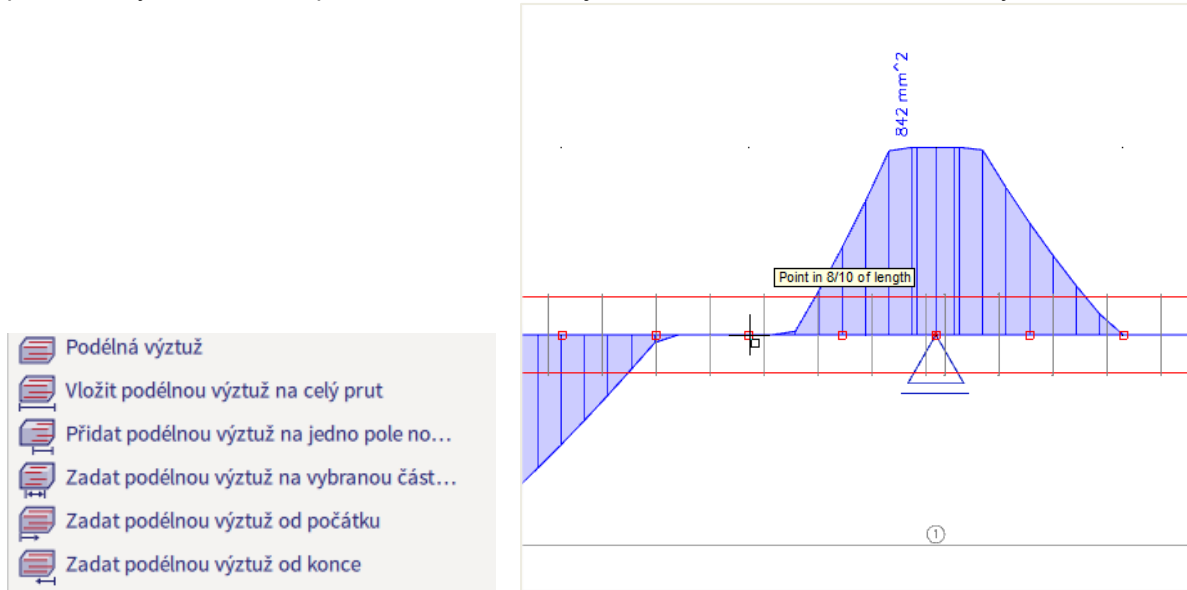 Podélná výztuž
Vložit podélnou výztuž na celý prut
Přidat podélnou výztuž na jedno pole no...
Zadat podélnou výztuž na vybranou část...
Zadat podélnou výztuž od počátku
Zadat podélnou výztuž od konce
842 mm^2
Point in 8/10 of length
1